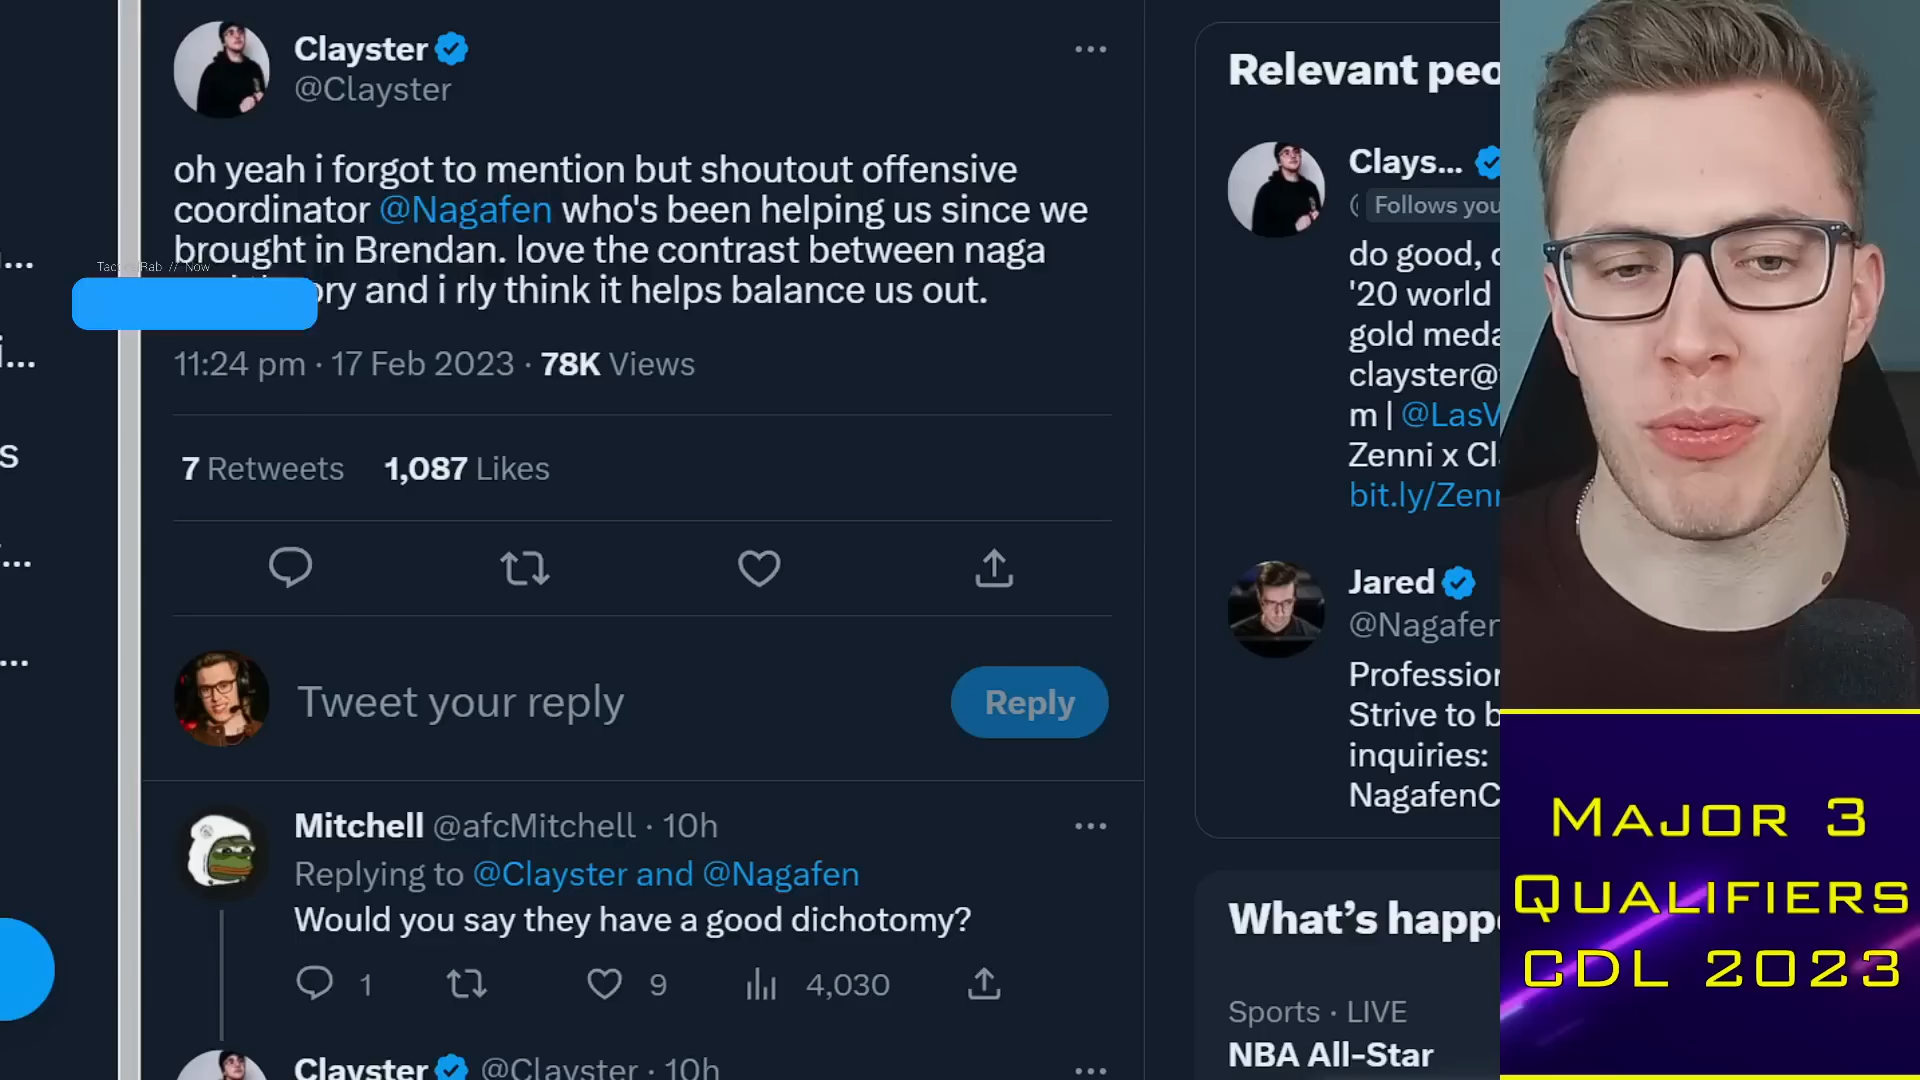 Clayster
@Clayster
oh yeah i forgot to mention but shoutout offensive
coordinator @Nagafen who's been helping us since we
brought in Brendan. love the contrast between naga
ory and i rly think it helps balance us out.
// Now
11:24 pm · 17 Feb 2023 · 78K Views
7 Retweets 1,087 Likes
Tweet your reply
Reply
Mitchell @afcMitchell · 10h
Replying to @Clayster and @Nagafen
Would you say they have a good dichotomy?
1 9 4,030
Clayster @Clayster · 10h
Relevant peo
Clays...
Follows you
do good,
'20 world
gold meda
clayster@
m | @LasV
Zenni x Cl
bit.ly/Zenn
Jared
@Nagafen
Profession
Strive to b
inquiries:
NagafenC
What's happe
Sports · LIVE
NBA All-Star
MAJOR 3
QUALIFIERS
CDL 2023